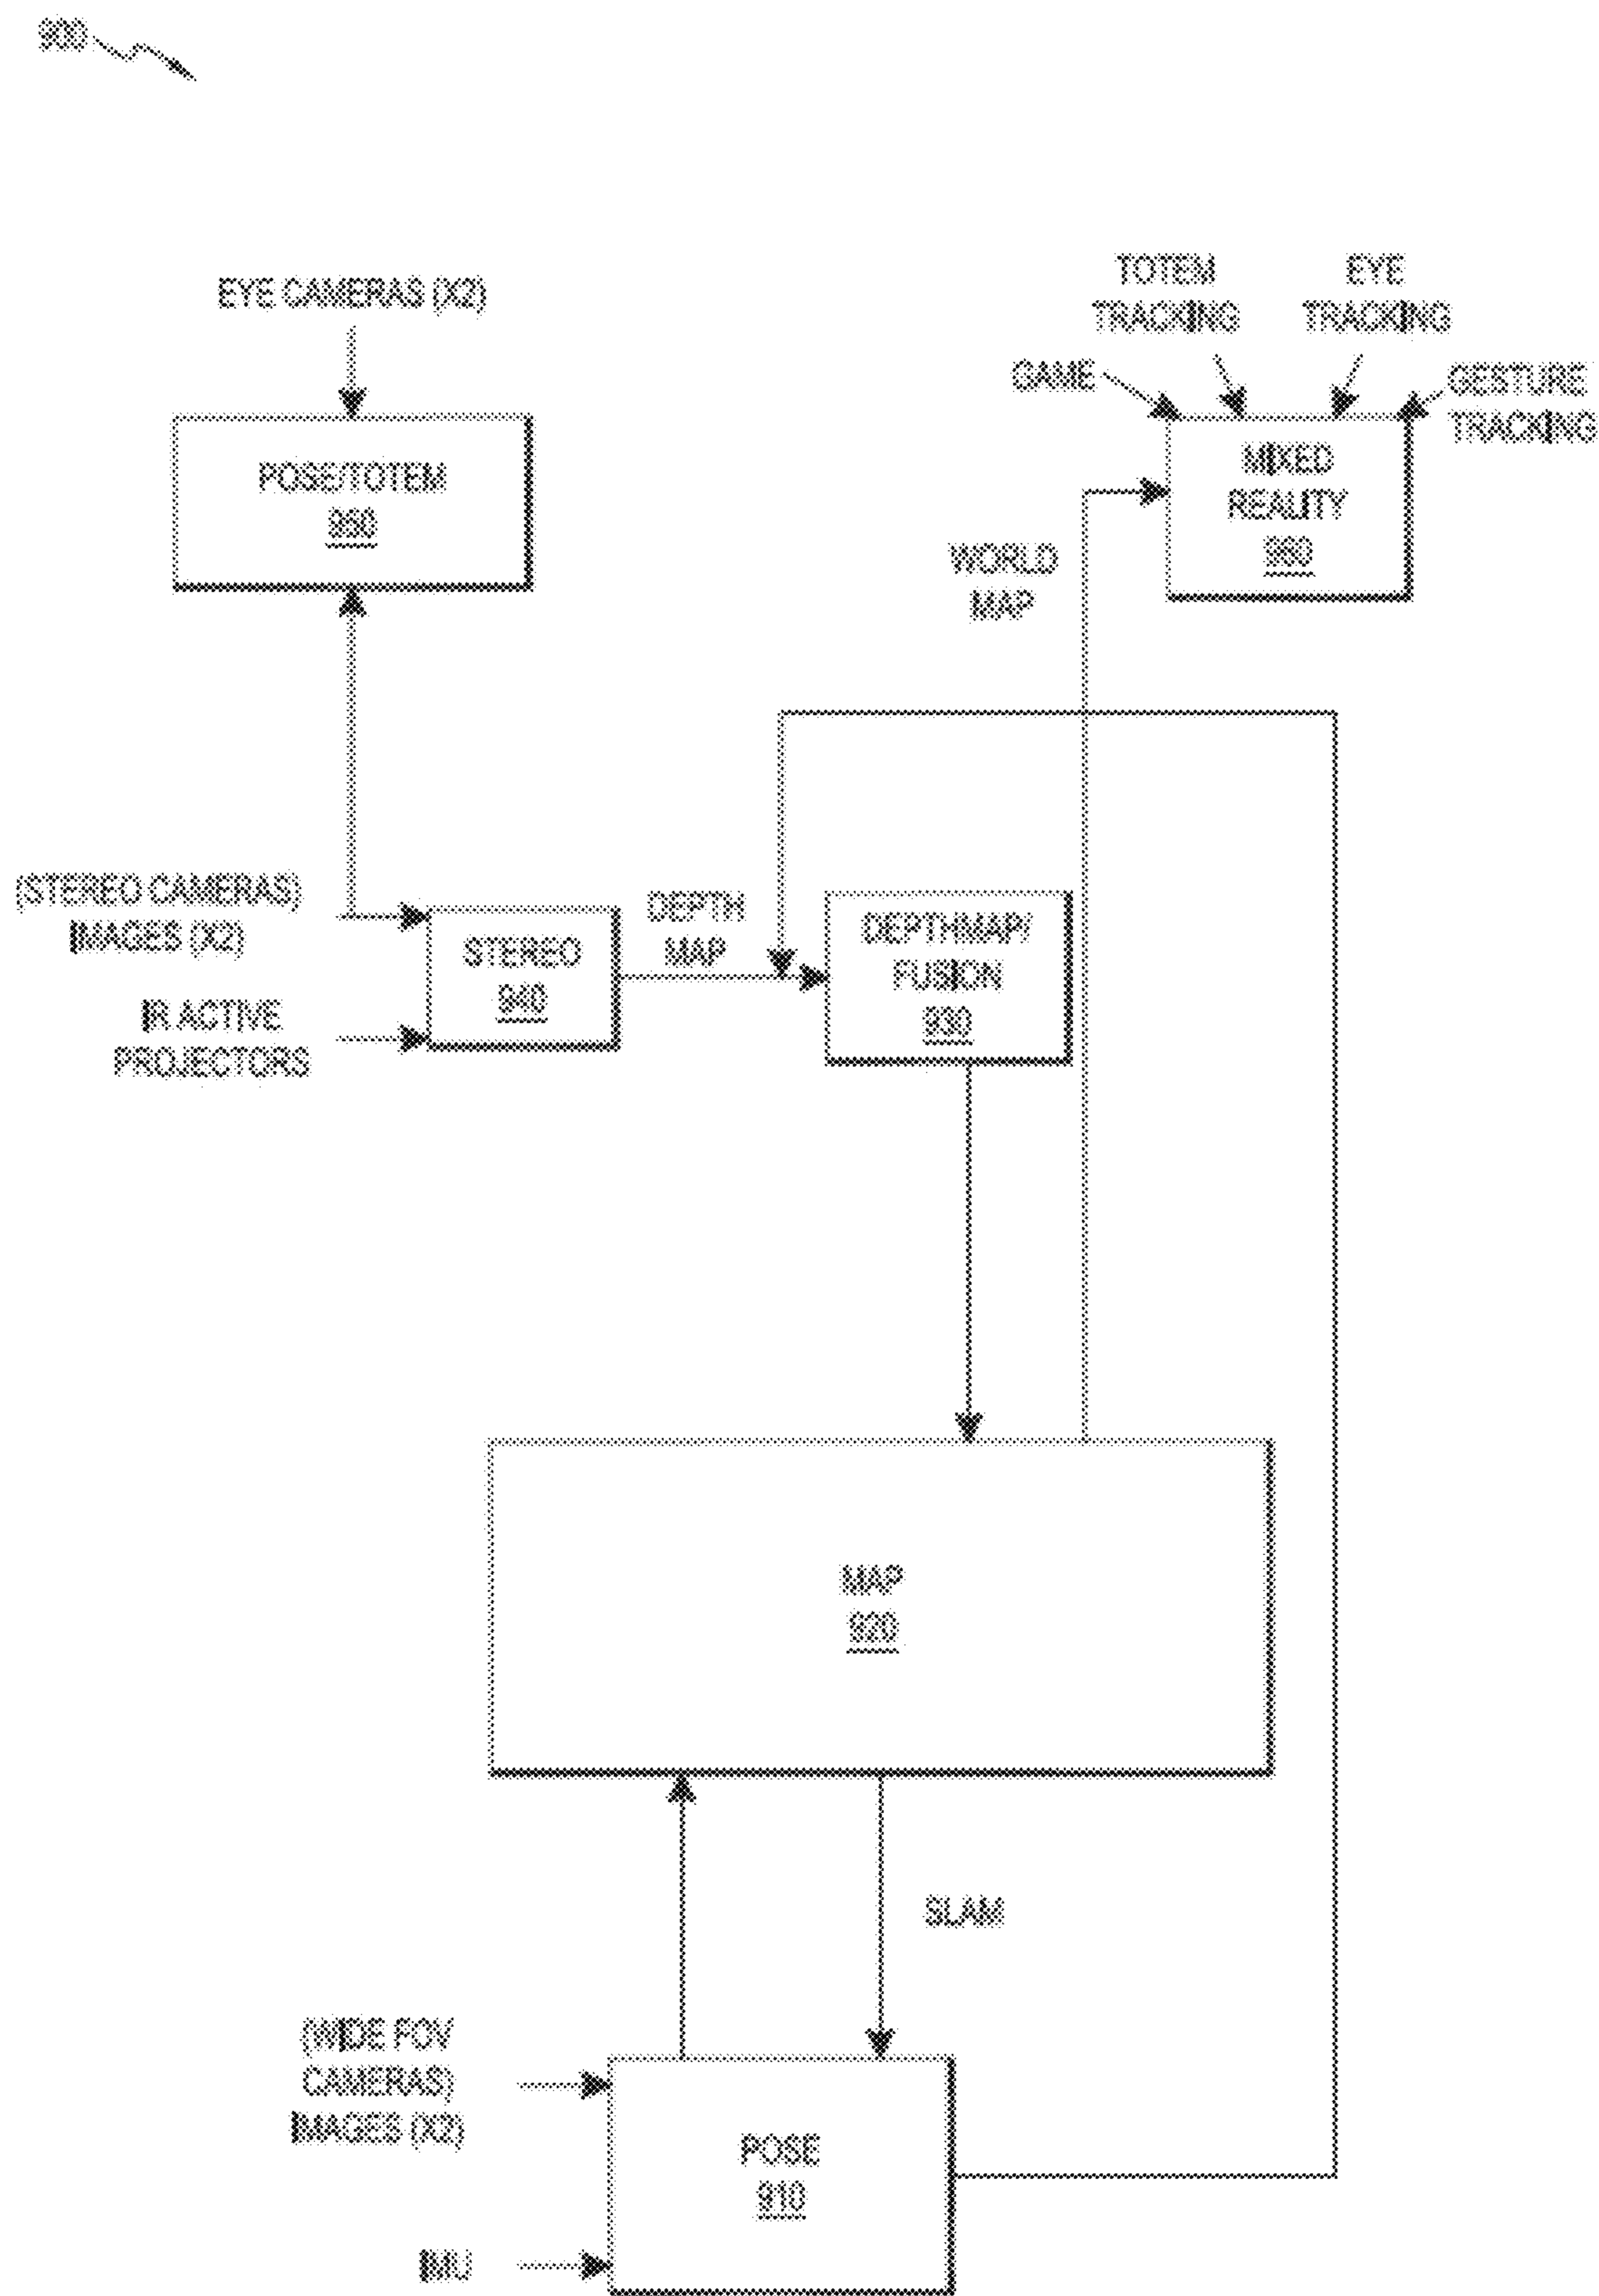 900
EYE CAMERAS (X2)
POSE/TOTEM
950
TOTEM
TRACKING
EYE
TRACKING
GAME
GESTURE
TRACKING
MIXED
REALITY
960
WORLD
MAP
(STEREO CAMERAS)
IMAGES (X2)
IR ACTIVE
PROJECTORS
STEREO
940
DEPTH
MAP
DEPTHMAP/
FUSION
930
MAP
920
SLAM
(WIDE FOV
CAMERAS)
IMAGES (X2)
POSE
910
IMU